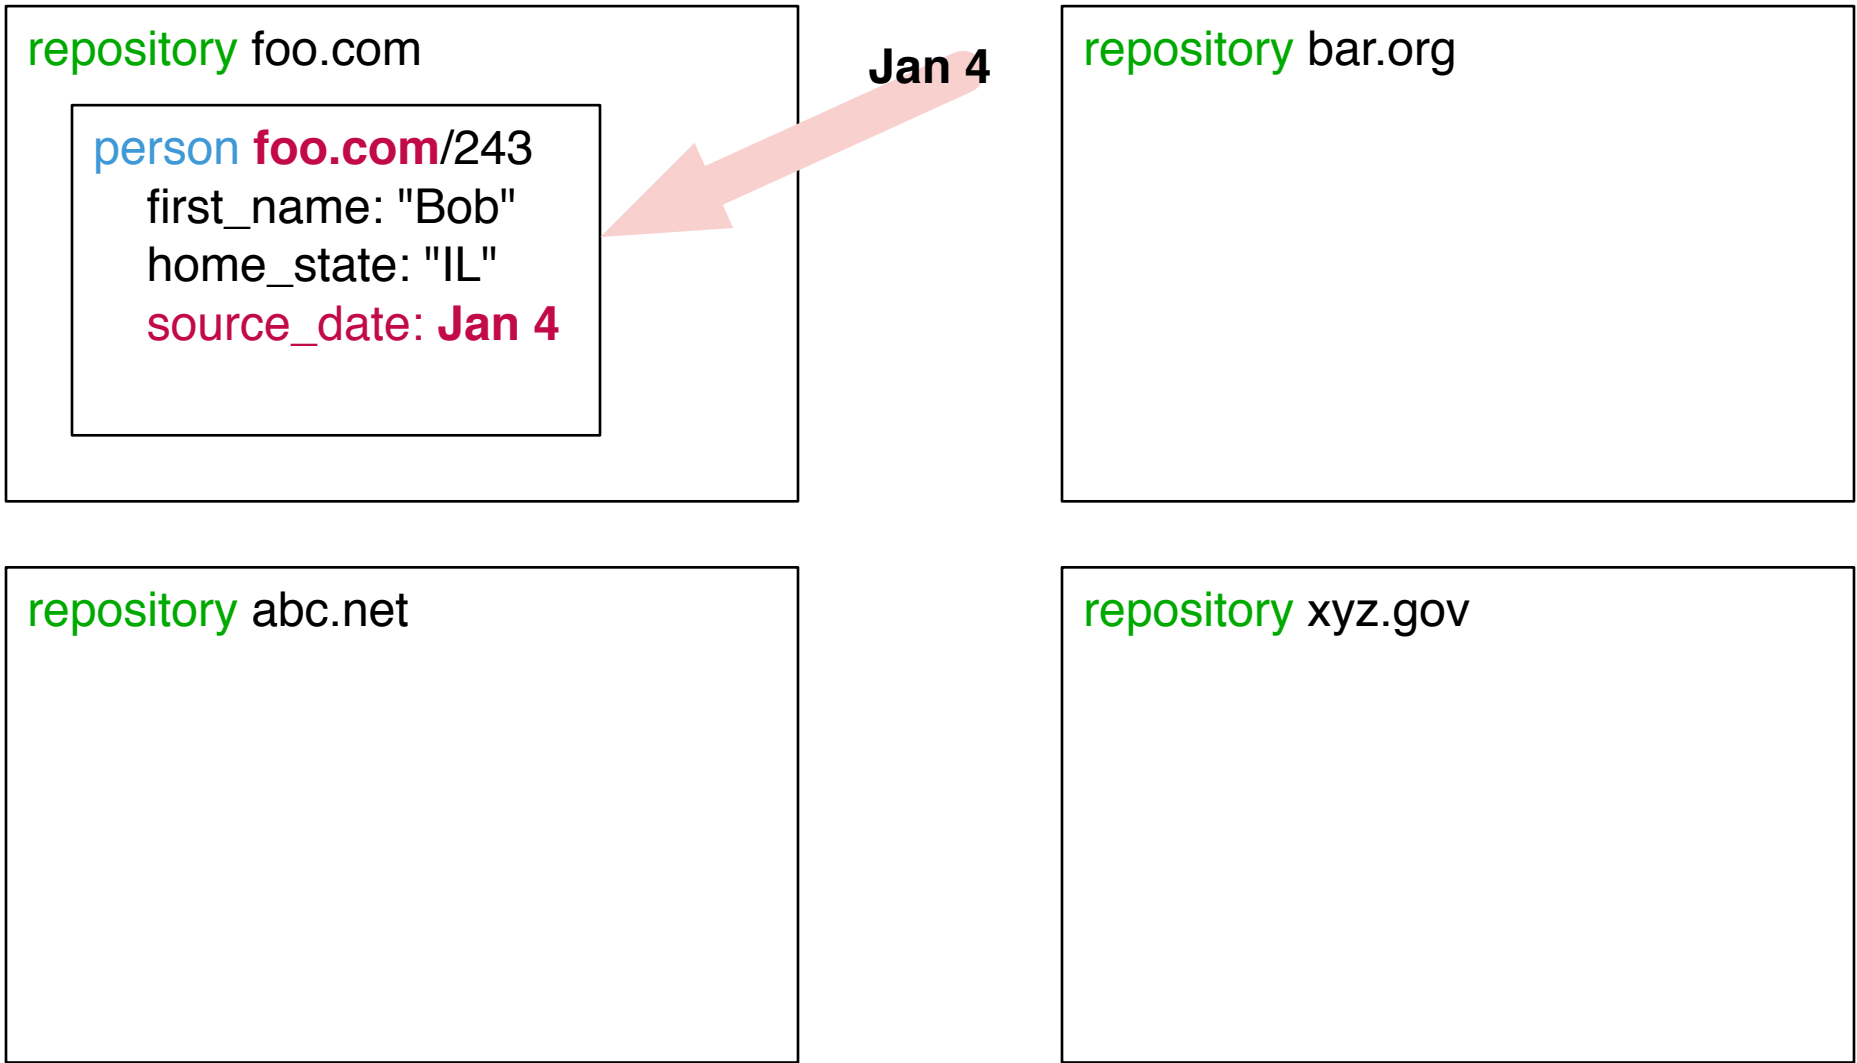 repository foo.com
person foo.com/243
first_name: "Bob"
home_state: "IL"
source_date: Jan 4
Jan 4
repository bar.org
repository abc.net
repository xyz.gov